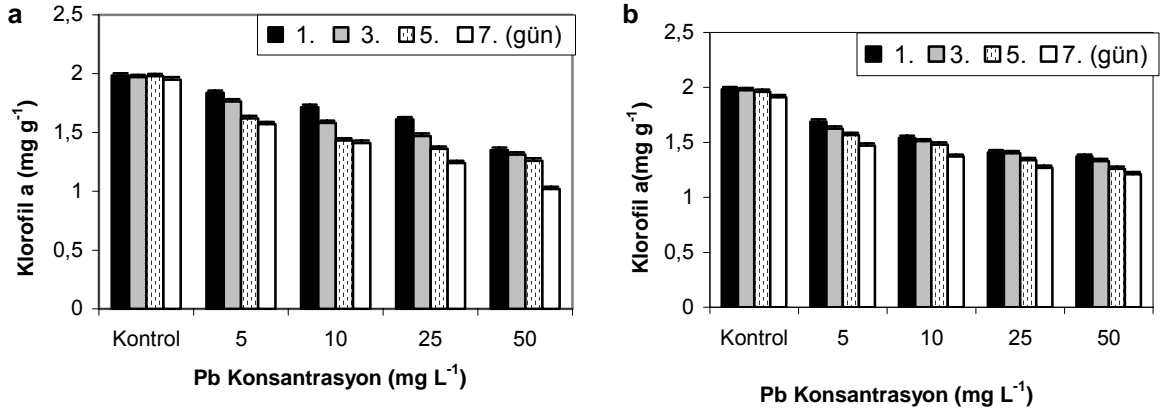 a
1. 3. 5. 7. (gün)
2,5
2
1,5
1
0,5
0
Klorofil a (mg g⁻¹)
Kontrol 5 10 25 50
Pb Konsantrasyon (mg L⁻¹)
b
1. 3. 5. 7. (gün)
2,5
2
1,5
1
0,5
0
Klorofil a(mg g⁻¹)
Kontrol 5 10 25 50
Pb Konsantrasyon (mg L⁻¹)